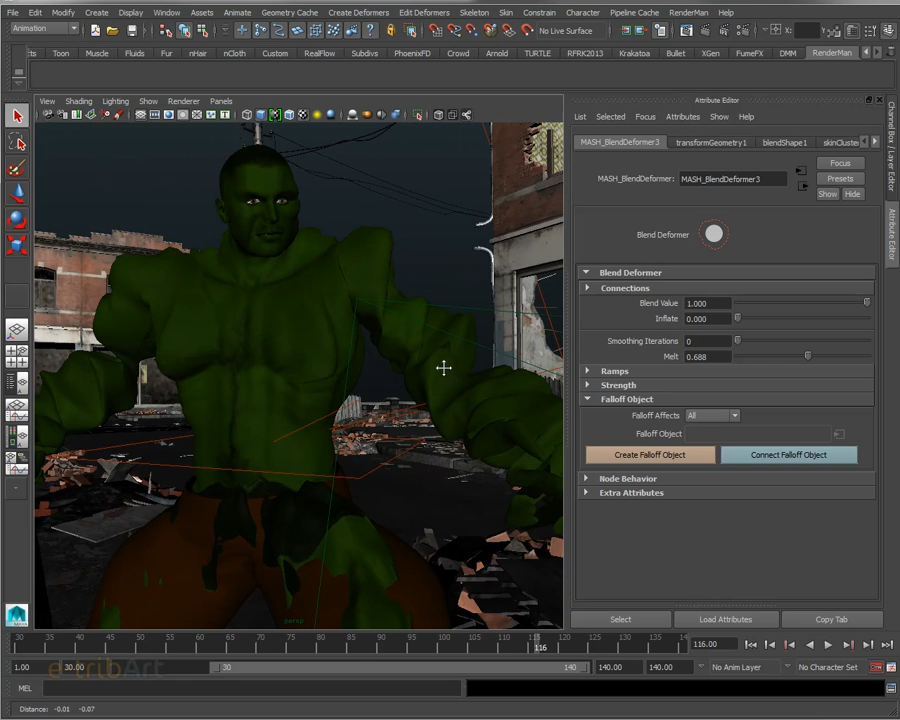 File Edit Modify Create Display Window Assets Animate Geometry Cache Create Deformers Edit Deformers Skeleton Skin Constrain Character Pipeline Cache RenderMan Help
Animation No Live Surface X: Y
ts Toon Muscle Fluids Fur nHair nCloth Custom RealFlow Subdivs PhoenixFD Crowd Arnold TURTLE RFRK2013 Krakatoa Bullet XGen FumeFX DMM RenderMan
View Shading Lighting Show Renderer Panels
persp
Attribute Editor
List Selected Focus Attributes Show Help
MASH_BlendDeformer3 transformGeometry1 blendShape1 skinCluster
MASH_BlendDeformer: MASH_BlendDeformer3
Focus
Presets
Show Hide
Blend Deformer
Blend Deformer
Connections
Blend Value 1.000
Inflate 0.000
Smoothing Iterations 0
Melt 0.688
Ramps
Strength
Falloff Object
Falloff Affects All
Falloff Object
Create Falloff Object Connect Falloff Object
Node Behavior
Extra Attributes
Select Load Attributes Copy Tab
Channel Box / Layer Editor
Attribute Editor
30 35 40 45 50 55 60 65 70 75 80 85 90 95 100 105 110 115 120 125 130 135 14 116.00
116
1.00 30.00 30 140 140.00 140.00 No Anim Layer No Character Set
MEL
Distance: -0.01 -0.07